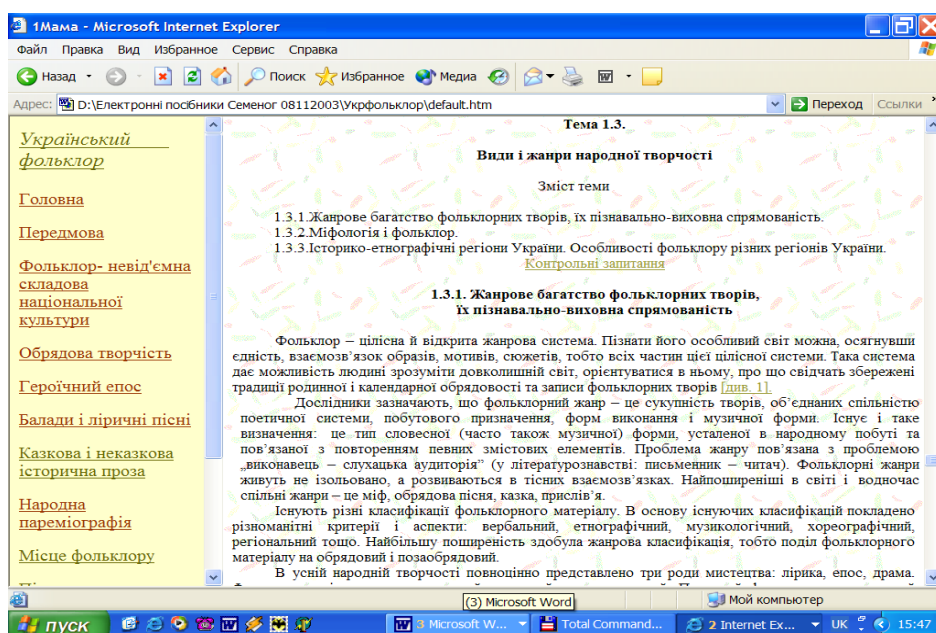 1Мама - Microsoft Internet Explorer
Файл Правка Вид Избранное Сервис Справка
Назад Поиск Избранное Медиа
Адрес: D:\Електронні посібники Семеног 08112003\Укрфольклор\default.htm Переход Ссылки »
Український
фольклор
Головна
Передмова
Фольклор- невід'ємна
складова
національної
культури
Обрядова творчість
Героїчний епос
Балади і ліричні пісні
Казкова і неказкова
історична проза
Народна
пареміографія
Місце фольклору
Тема 1.3.
Види і жанри народної творчості
Зміст теми
1.3.1.Жанрове багатство фольклорних творів, їх пізнавально-виховна спрямованість.
1.3.2.Міфологія і фольклор.
1.3.3.Історико-етнографічні регіони України. Особливості фольклору різних регіонів України.
Контрольні запитання
1.3.1. Жанрове багатство фольклорних творів,
їх пізнавально-виховна спрямованість
Фольклор – цілісна й відкрита жанрова система. Пізнати його особливий світ можна, осягнувши
єдність, взаємозв’язок образів, мотивів, сюжетів, тобто всіх частин цієї цілісної системи. Така система
дає можливість людині зрозуміти довколишній світ, орієнтуватися в ньому, про що свідчать збережені
традиції родинної і календарної обрядовості та записи фольклорних творів [див. 1].
Дослідники зазначають, що фольклорний жанр – це сукупність творів, об’єднаних спільністю
поетичної системи, побутового призначення, форм виконання і музичної форми. Існує і таке
визначення: це тип словесної (часто також музичної) форми, усталеної в народному побуті та
пов’язаної з повторенням певних змістових елементів. Проблема жанру пов’язана з проблемою
„виконавець – слухацька аудиторія” (у літературознавстві: письменник – читач). Фольклорні жанри
живуть не ізольовано, а розвиваються в тісних взаємозв’язках. Найпоширеніші в світі і водночас
спільні жанри – це міф, обрядова пісня, казка, прислів’я.
Існують різні класифікації фольклорного матеріалу. В основу існуючих класифікацій покладено
різноманітні критерії і аспекти: вербальний, етнографічний, музикологічний, хореографічний,
регіональний тощо. Найбільшу поширеність здобула жанрова класифікація, тобто поділ фольклорного
матеріалу на обрядовий і позаобрядовий.
В усній народній творчості повноцінно представлено три роди мистецтва: лірика, епос, драма.
(3) Microsoft Word
Мой компьютер
пуск 3 Microsoft W... Total Command... 2 Internet Ex... UK 15:47